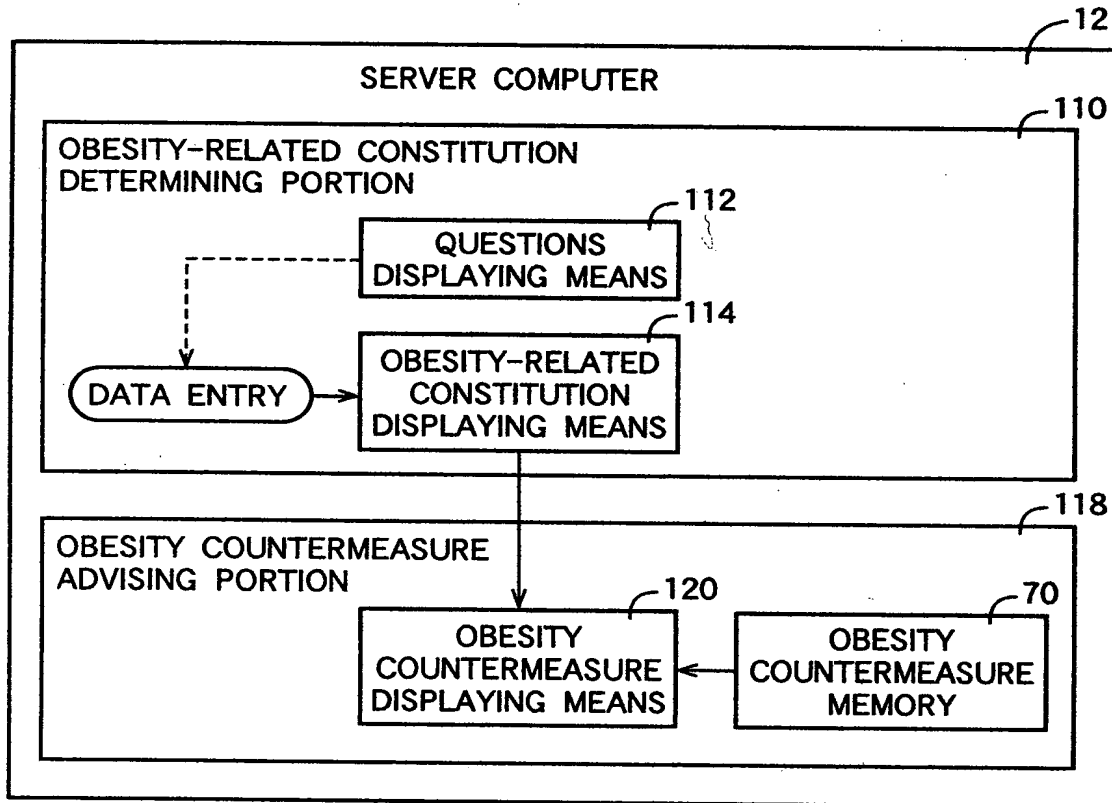 12
SERVER COMPUTER
110
OBESITY-RELATED CONSTITUTION
DETERMINING PORTION
112
QUESTIONS
DISPLAYING MEANS
114
OBESITY-RELATED
CONSTITUTION
DISPLAYING MEANS
DATA ENTRY
118
OBESITY COUNTERMEASURE
ADVISING PORTION
120
OBESITY
COUNTERMEASURE
DISPLAYING MEANS
70
OBESITY
COUNTERMEASURE
MEMORY